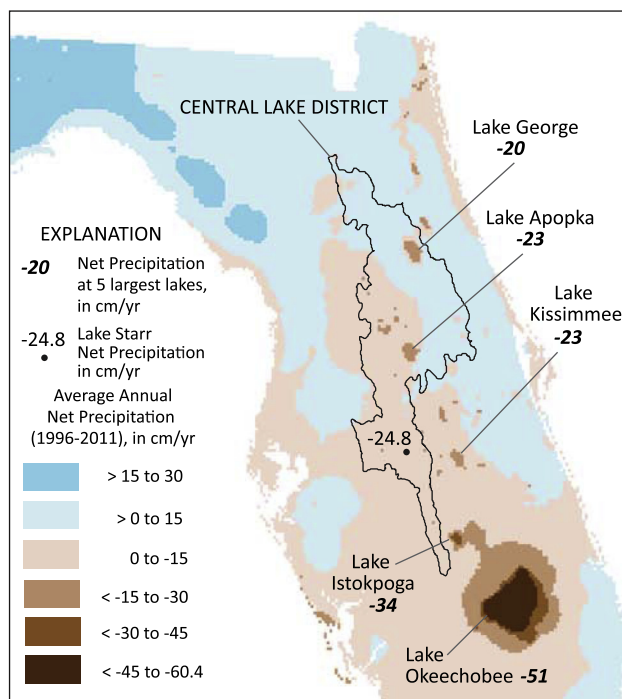 CENTRAL LAKE DISTRICT
Lake George
-20
Lake Apopka
-23
Lake
Kissimmee
-23
EXPLANATION
-20 Net Precipitation
at 5 largest lakes,
in cm/yr
-24.8 Lake Starr
Net Precipitation
in cm/yr
Average Annual
Net Precipitation
(1996-2011), in cm/yr
> 15 to 30
> 0 to 15
0 to -15
< -15 to -30
< -30 to -45
< -45 to -60.4
-24.8
Lake
Istokpoga
-34
Lake
Okeechobee -51